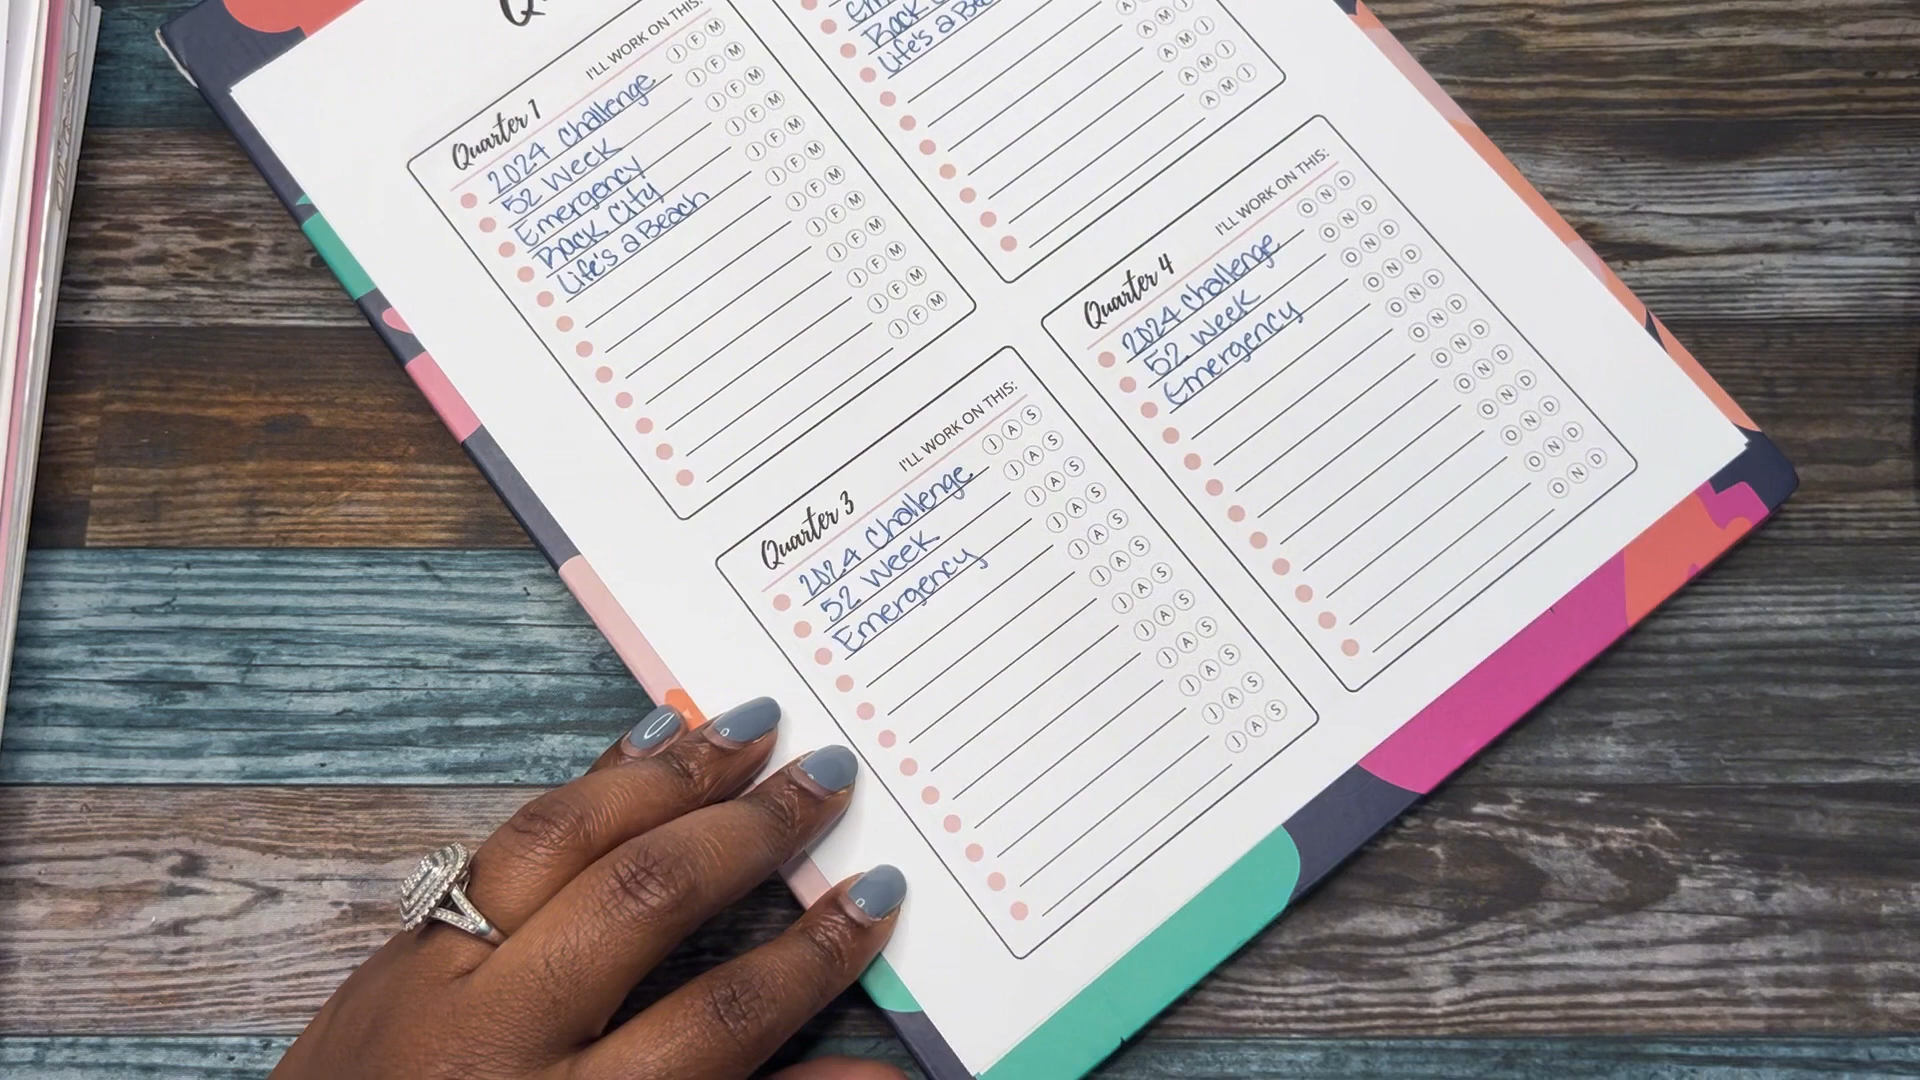 Quarter 1
I'LL WORK ON THIS:
2024 Challenge J F M
52 Week J F M
Emergency J F M
Back City J F M
Life's a Beach J F M
J F M
J F M
J F M
J F M
J F M
J F M
J F M
Back
Life's a Bea
A M J
A M J
A M J
A M J
Quarter 3
I'LL WORK ON THIS:
2024 Challenge J A S
52 Week J A S
Emergency J A S
J A S
J A S
J A S
J A S
J A S
J A S
J A S
J A S
J A S
Quarter 4
I'LL WORK ON THIS:
2024 Challenge O N D
52 Week O N D
Emergency O N D
O N D
O N D
O N D
O N D
O N D
O N D
O N D
O N D
O N D